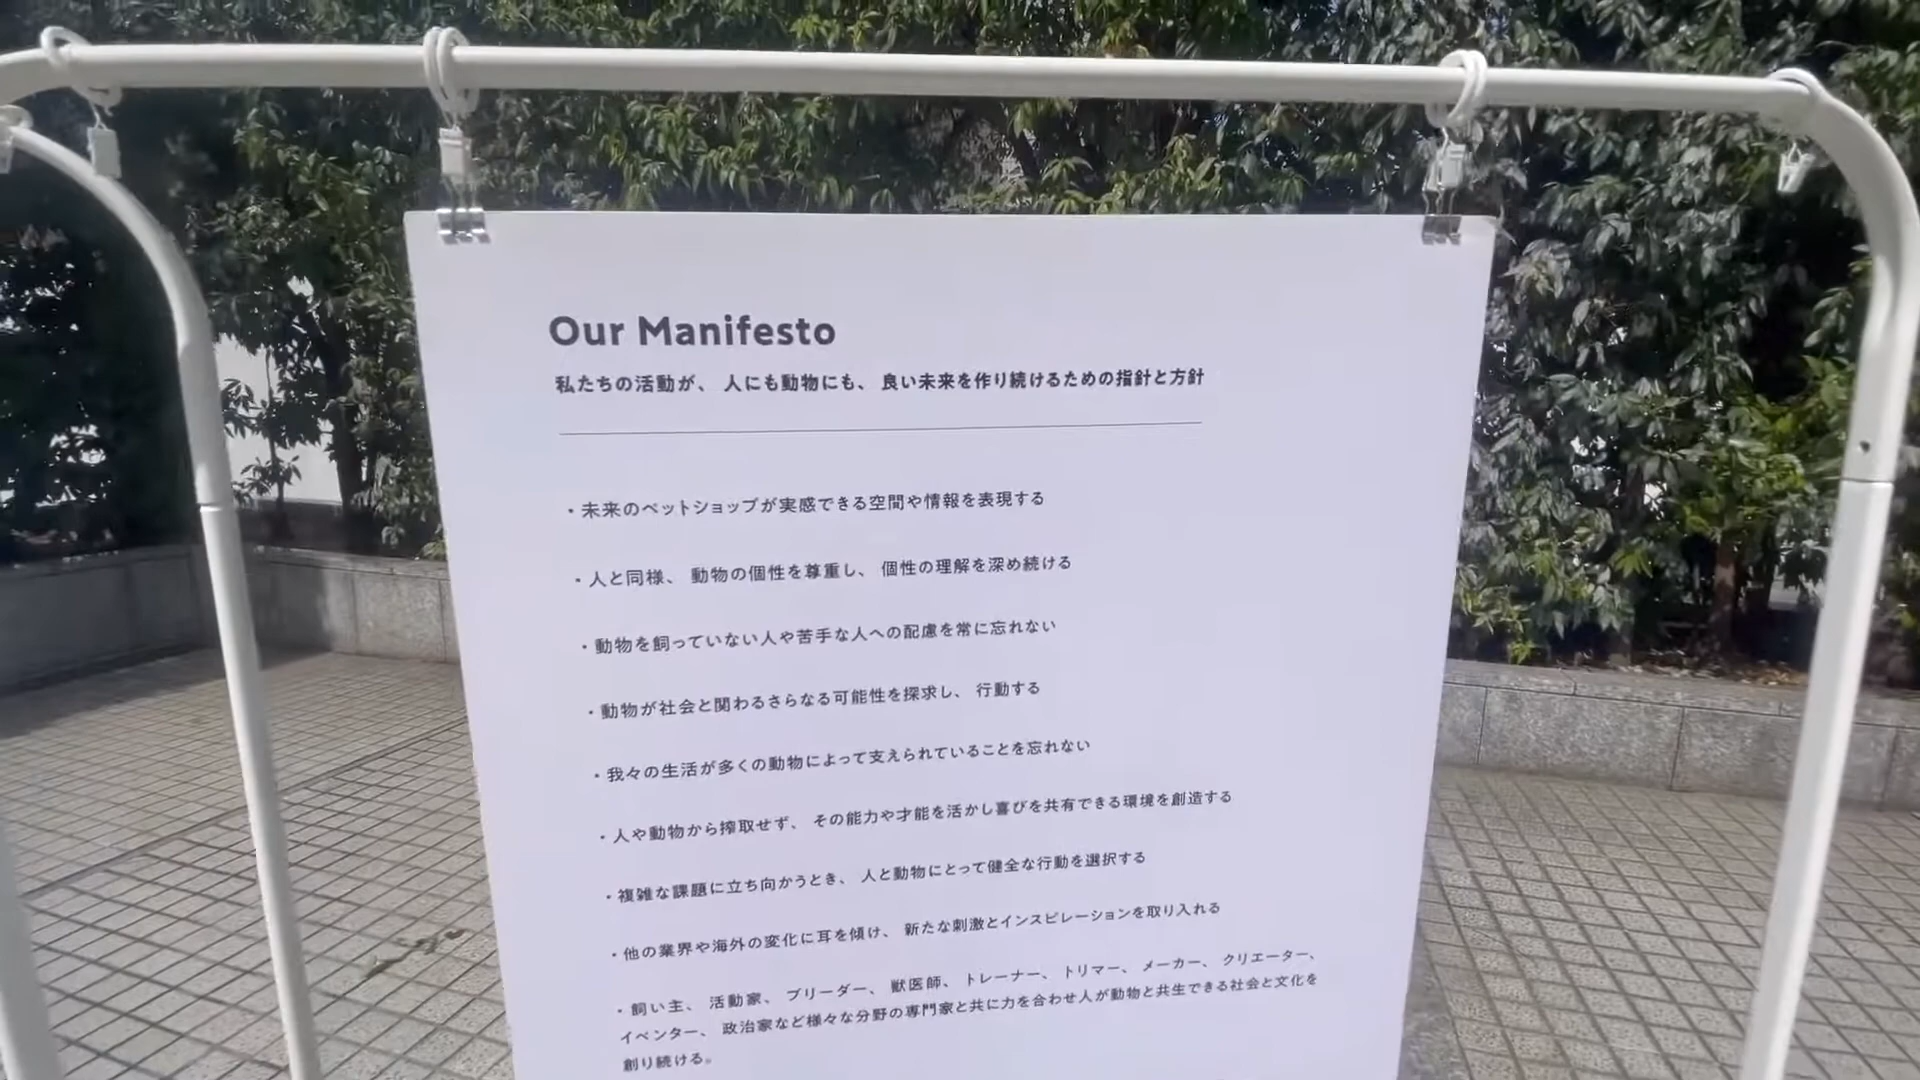 Our Manifesto
私たちの活動が、人にも動物にも、良い未来を作り続けるための指針と方針
・未来のペットショップが実感できる空間や情報を表現する
・人と同様、動物の個性を尊重し、個性の理解を深め続ける
・動物を飼っていない人や苦手な人への配慮を常に忘れない
・動物が社会と関わるさらなる可能性を探求し、行動する
・我々の生活が多くの動物によって支えられていることを忘れない
・人や動物から搾取せず、その能力や才能を活かし喜びを共有できる環境を創造する
・複雑な課題に立ち向かうとき、人と動物にとって健全な行動を選択する
・他の業界や海外の変化に耳を傾け、新たな刺激とインスピレーションを取り入れる
・飼い主、活動家、ブリーダー、獣医師、トレーナー、トリマー、メーカー、クリエーター、
イベンター、政治家など様々な分野の専門家と共に力を合わせ人が動物と共生できる社会と文化を
創り続ける。